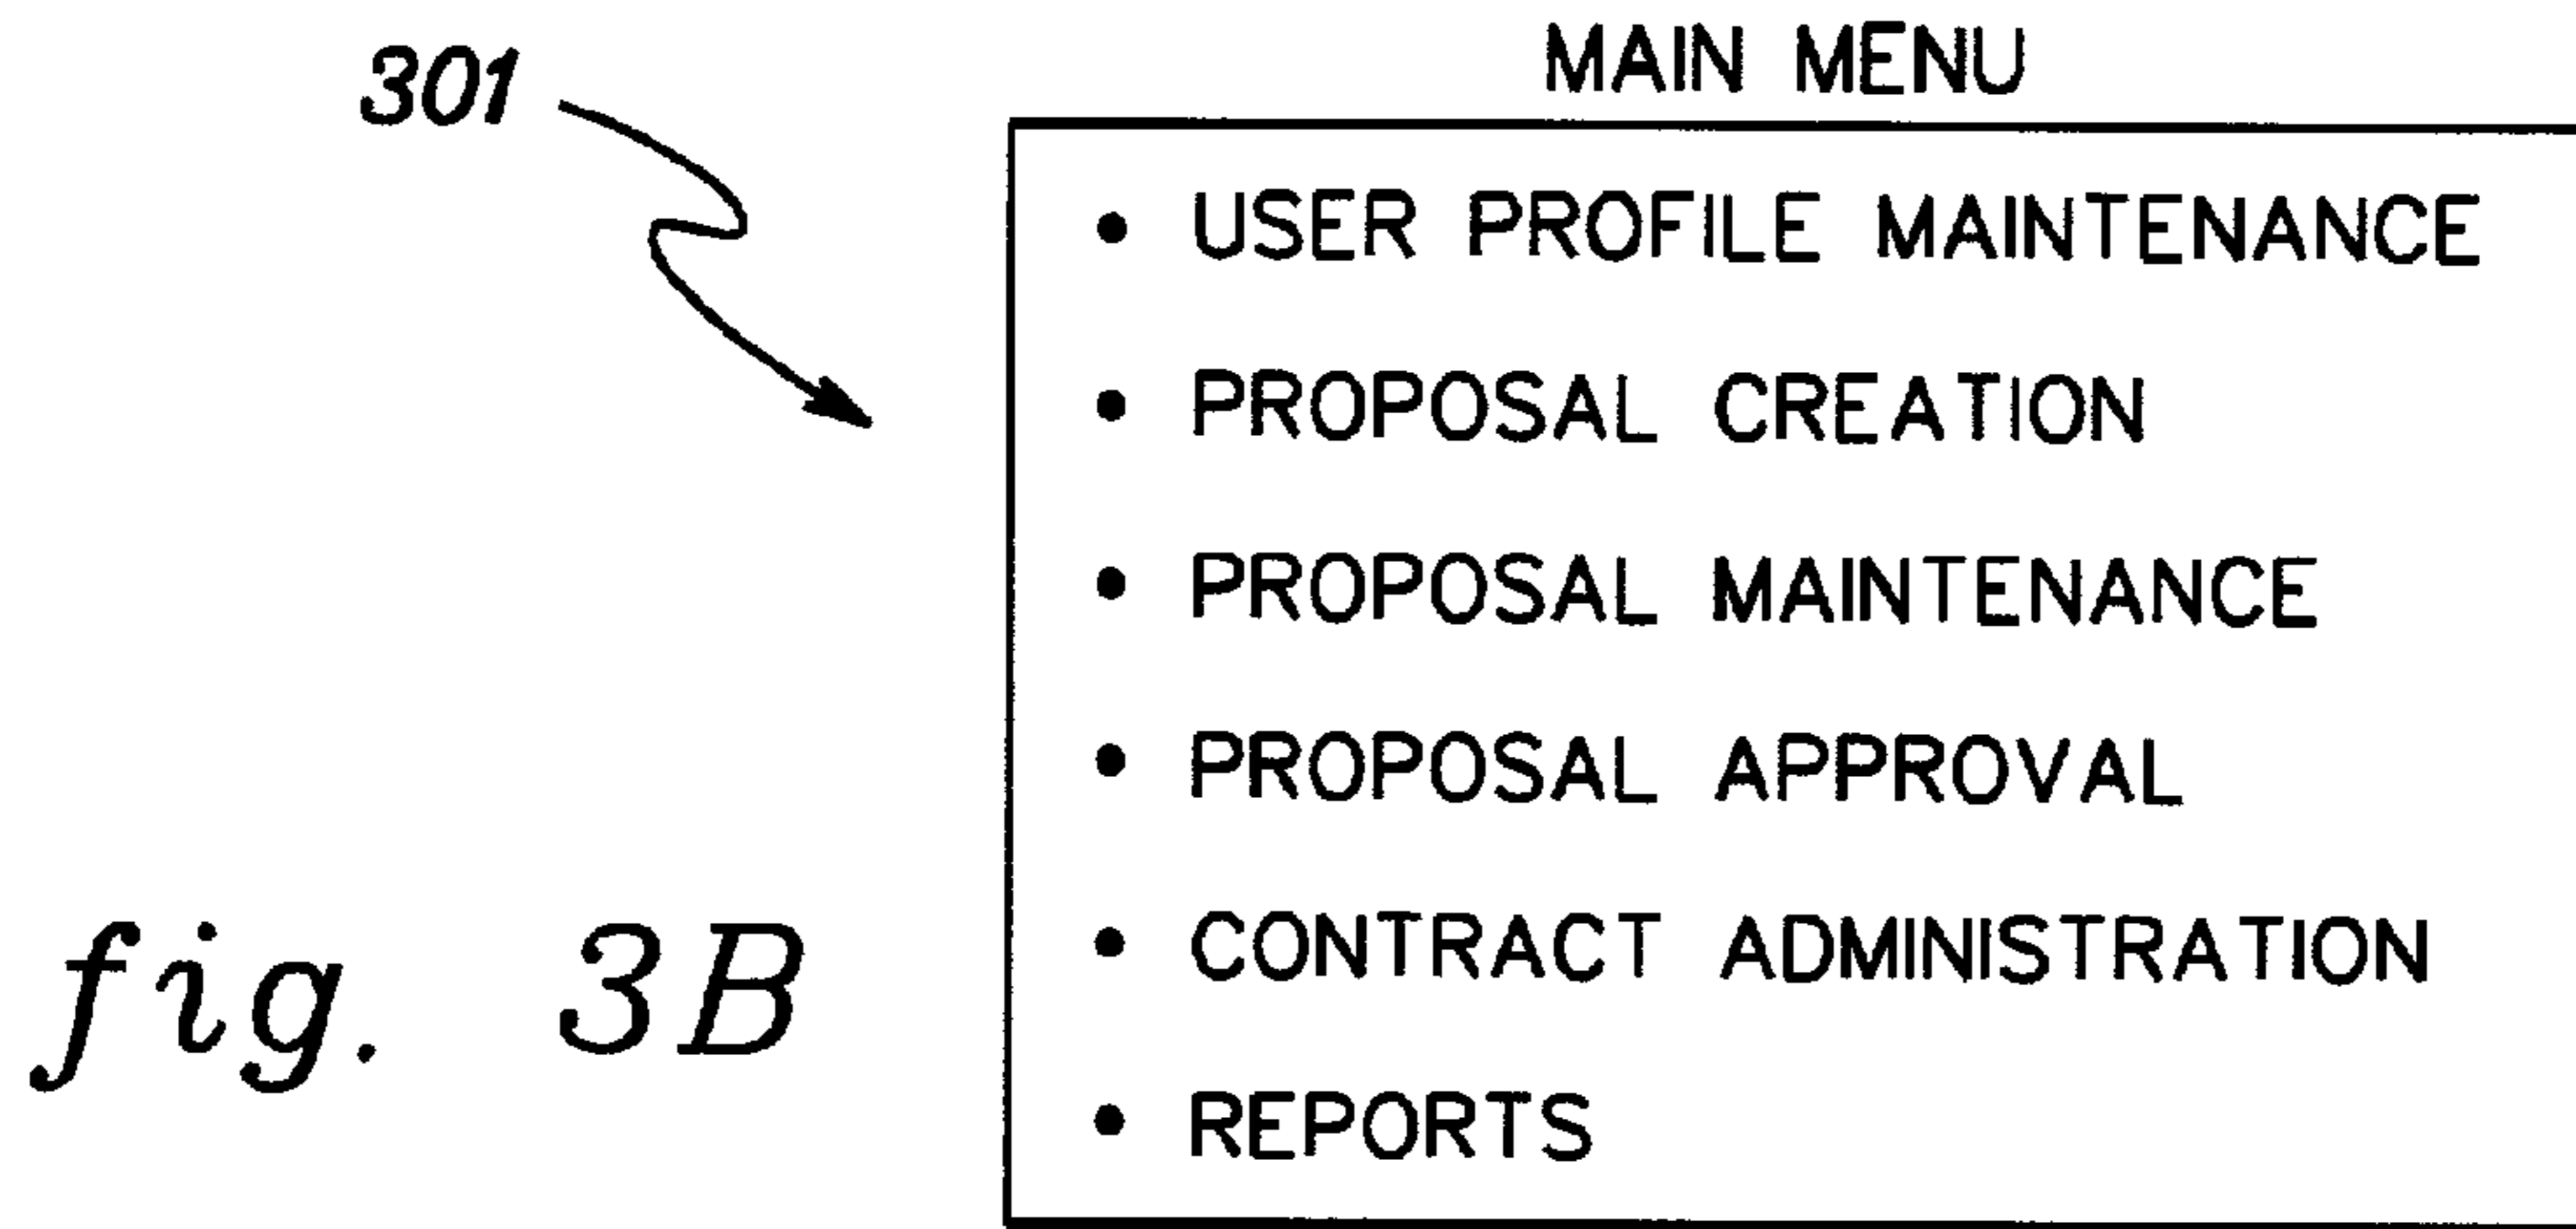 MAIN MENU
301
• USER PROFILE MAINTENANCE
• PROPOSAL CREATION
• PROPOSAL MAINTENANCE
• PROPOSAL APPROVAL
• CONTRACT ADMINISTRATION
• REPORTS
fig. 3B